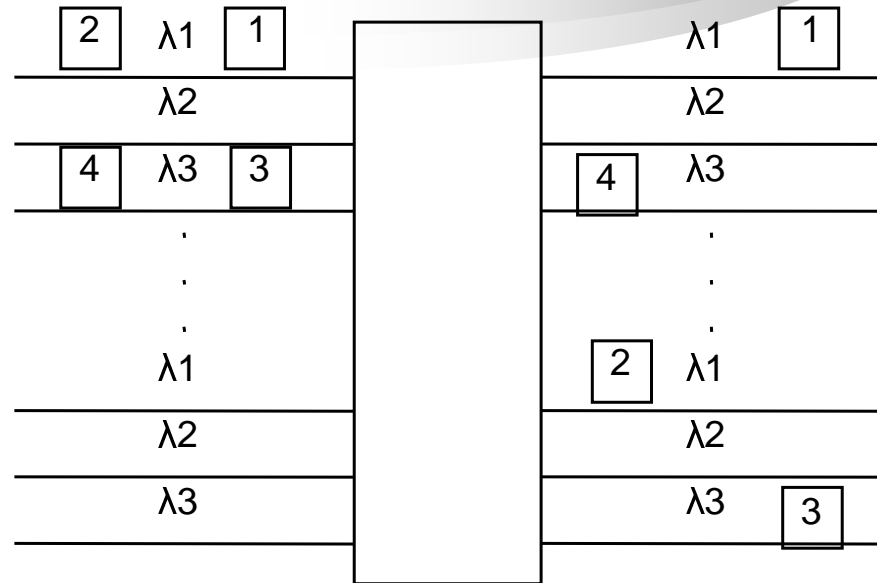 2 λ1 1 λ1 1
λ2 λ2
4 λ3 3 4 λ3
. .
. .
. .
λ1 2 λ1
λ2 λ2
λ3 λ3 3